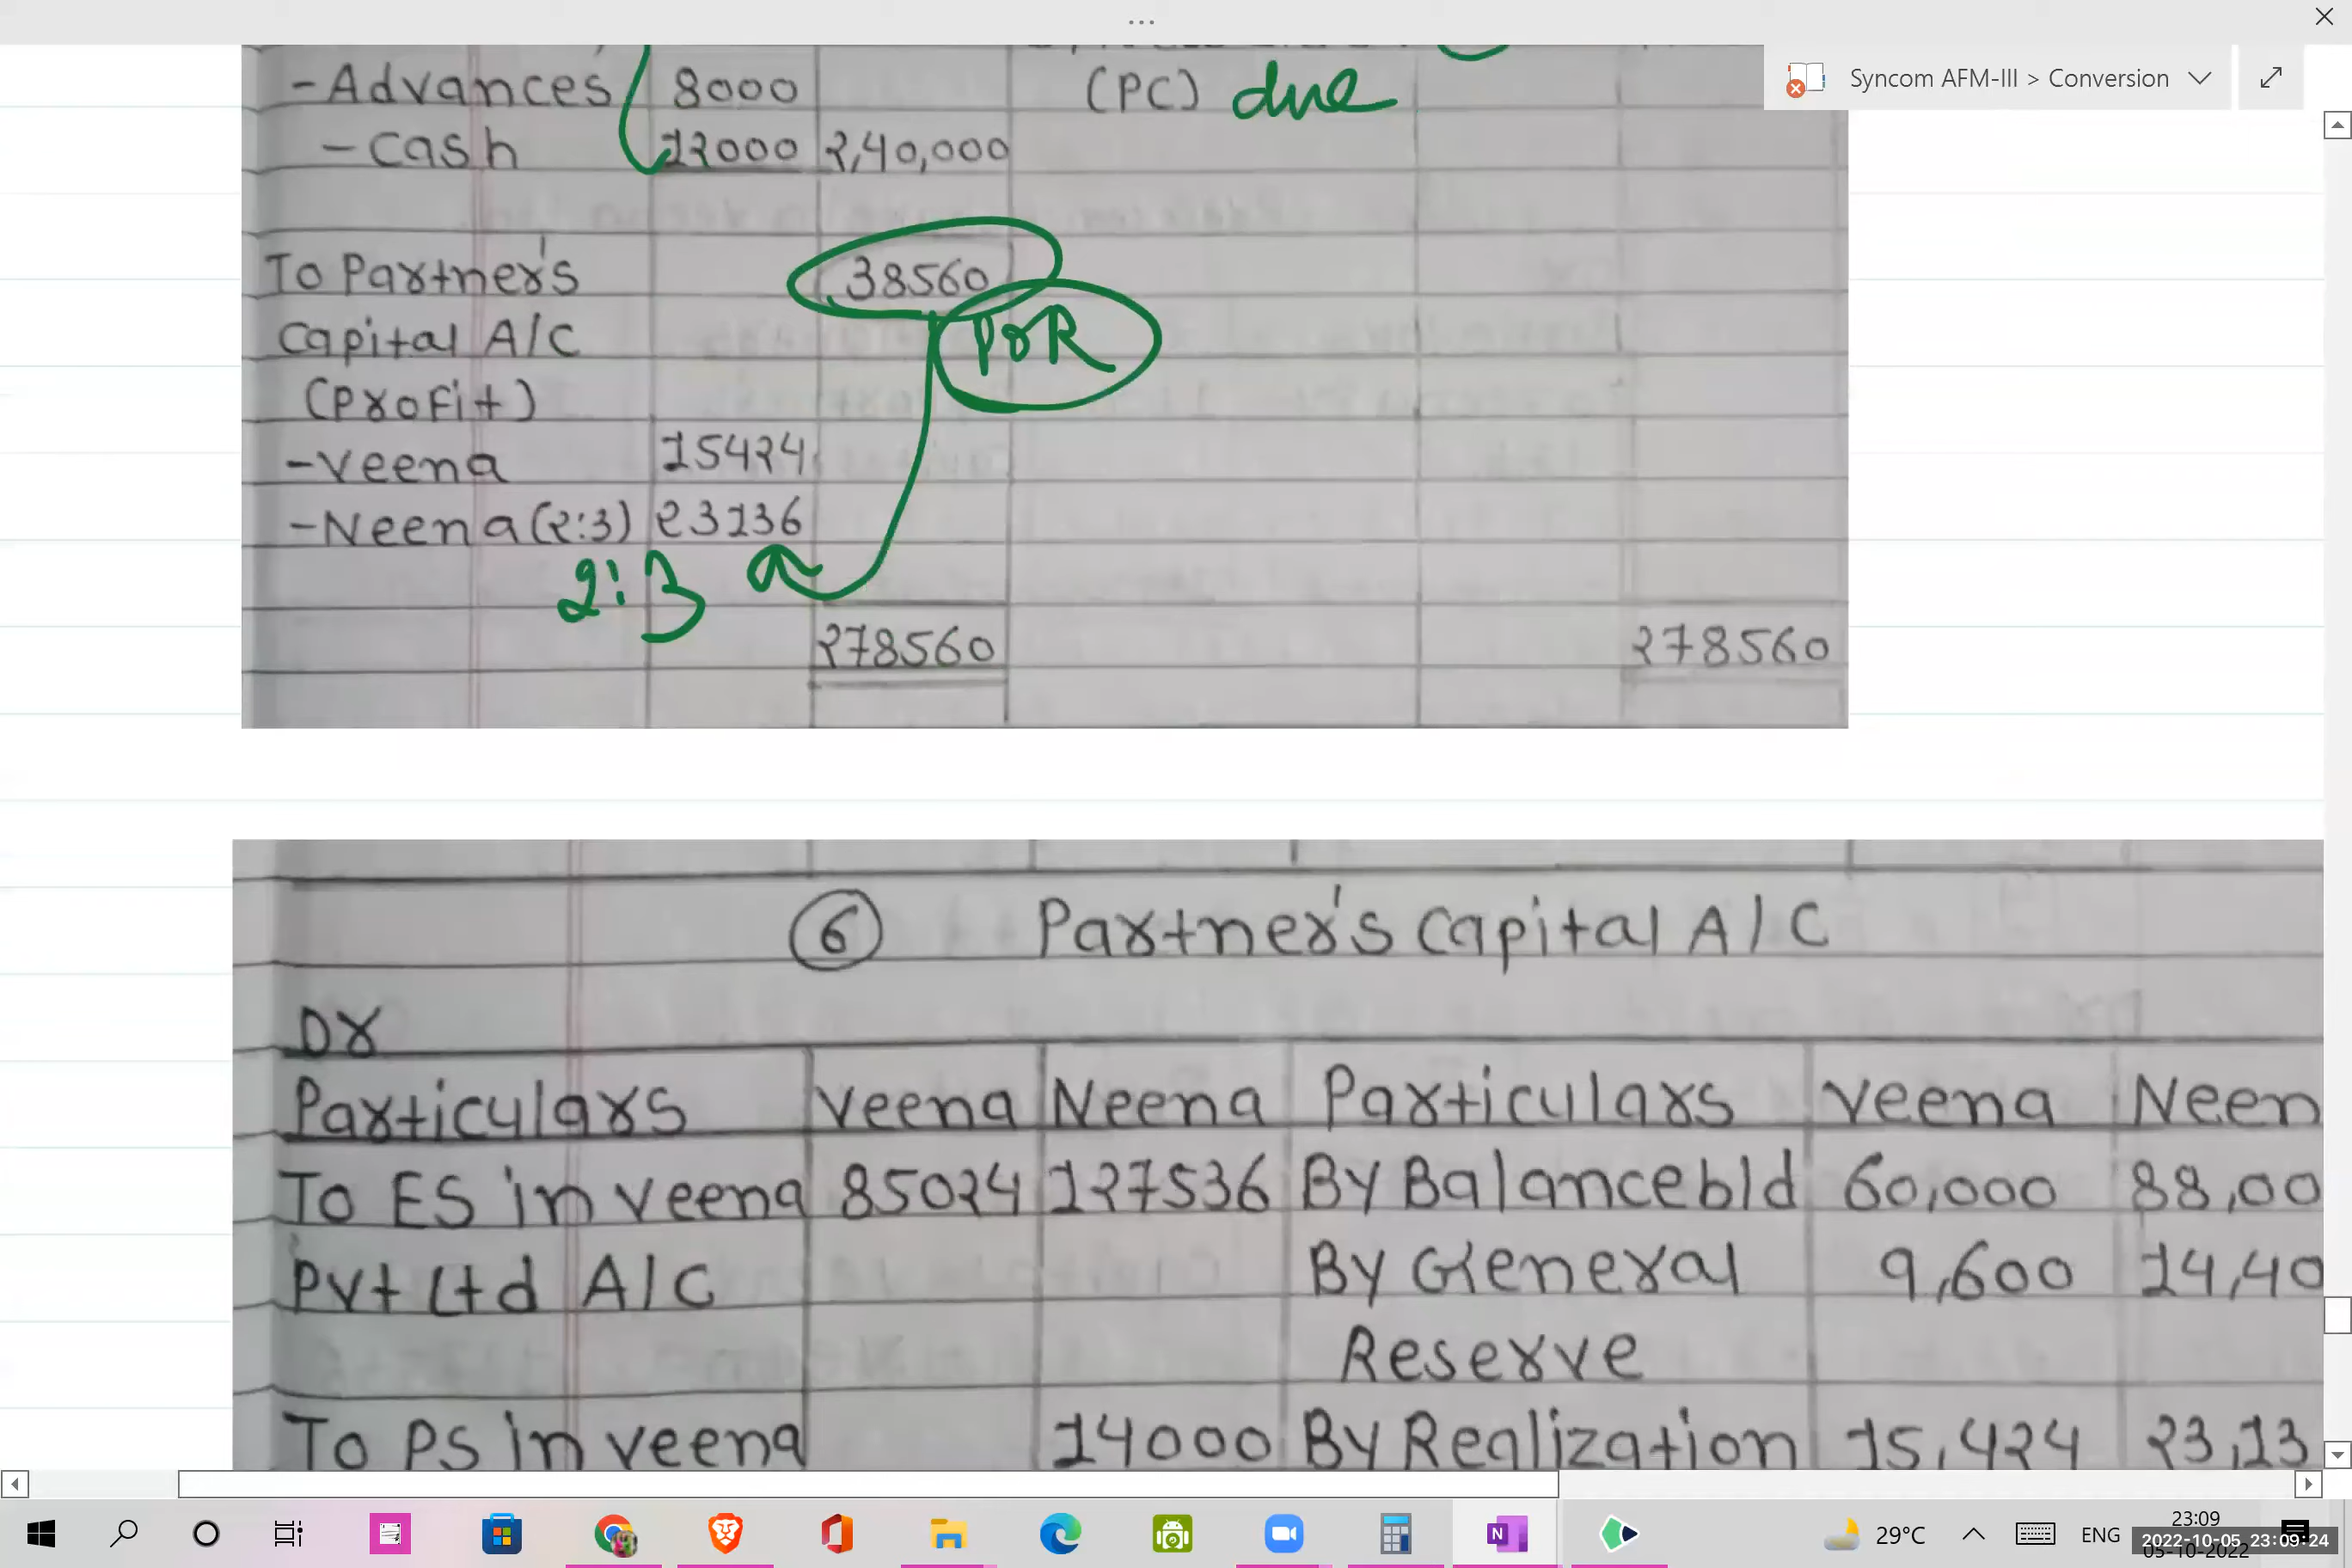 Syncom AFM-III > Conversion
- Advances 8000 (PC) due
- Cash 12000 2,40,000
To Partner's 38560
Capital A/C PSR
(Profit)
- Veena 15424
- Neena (2:3) 23136
2:3
278560 278560
6 Partner's Capital A/C
Dr
Particulars Veena Neena Particulars Veena Neen
To ES in veena 85024 127536 By Balance b/d 60,000 88,00
Pvt Ltd A/C By General 9,600 14,40
Reserve
To PS in veena 14000 By Realization 15,424 23,13
29°C ENG 23:09
2022-10-05 23:09:24